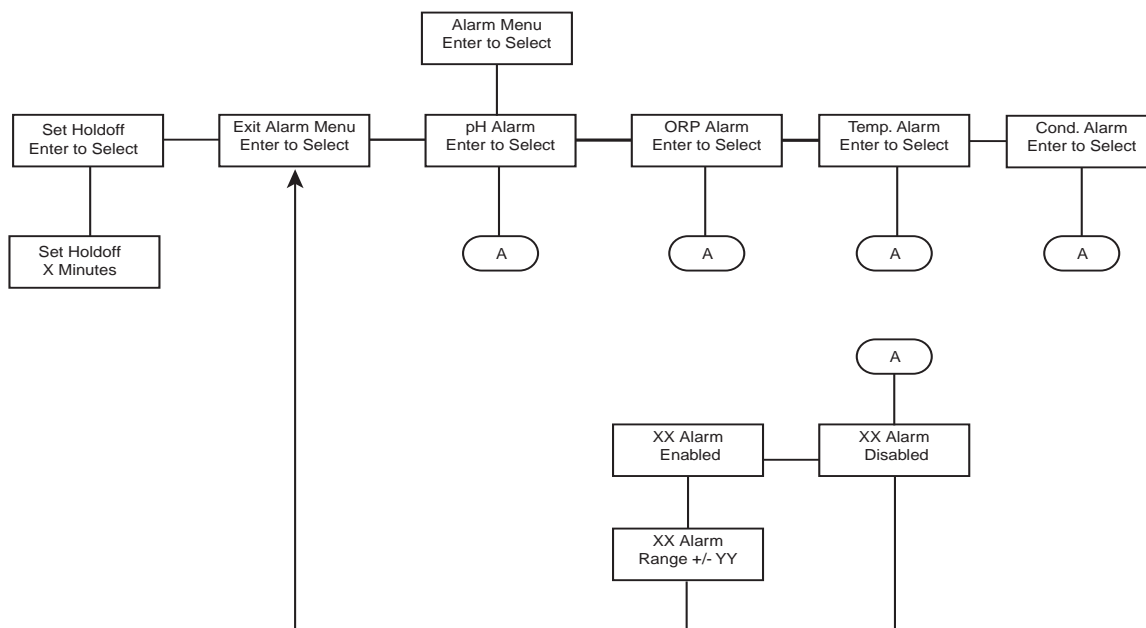 Alarm Menu
Enter to Select
Set Holdoff
Enter to Select
Exit Alarm Menu
Enter to Select
pH Alarm
Enter to Select
ORP Alarm
Enter to Select
Temp. Alarm
Enter to Select
Cond. Alarm
Enter to Select
Set Holdoff
X Minutes
A
A
A
A
A
XX Alarm
Enabled
XX Alarm
Disabled
XX Alarm
Range +/- YY